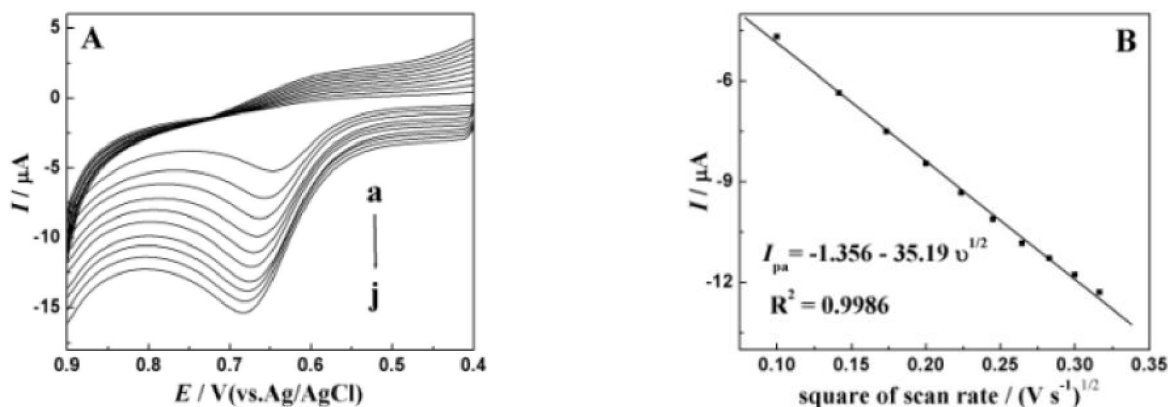 A
5
0
-5
-10
-15
I / μA
a
j
0.9 0.8 0.7 0.6 0.5 0.4
E / V(vs.Ag/AgCl)
B
-6
-9
-12
I / μA
I_pa = -1.356 - 35.19 υ^1/2
R² = 0.9986
0.10 0.15 0.20 0.25 0.30 0.35
square of scan rate / (V s⁻¹)^1/2